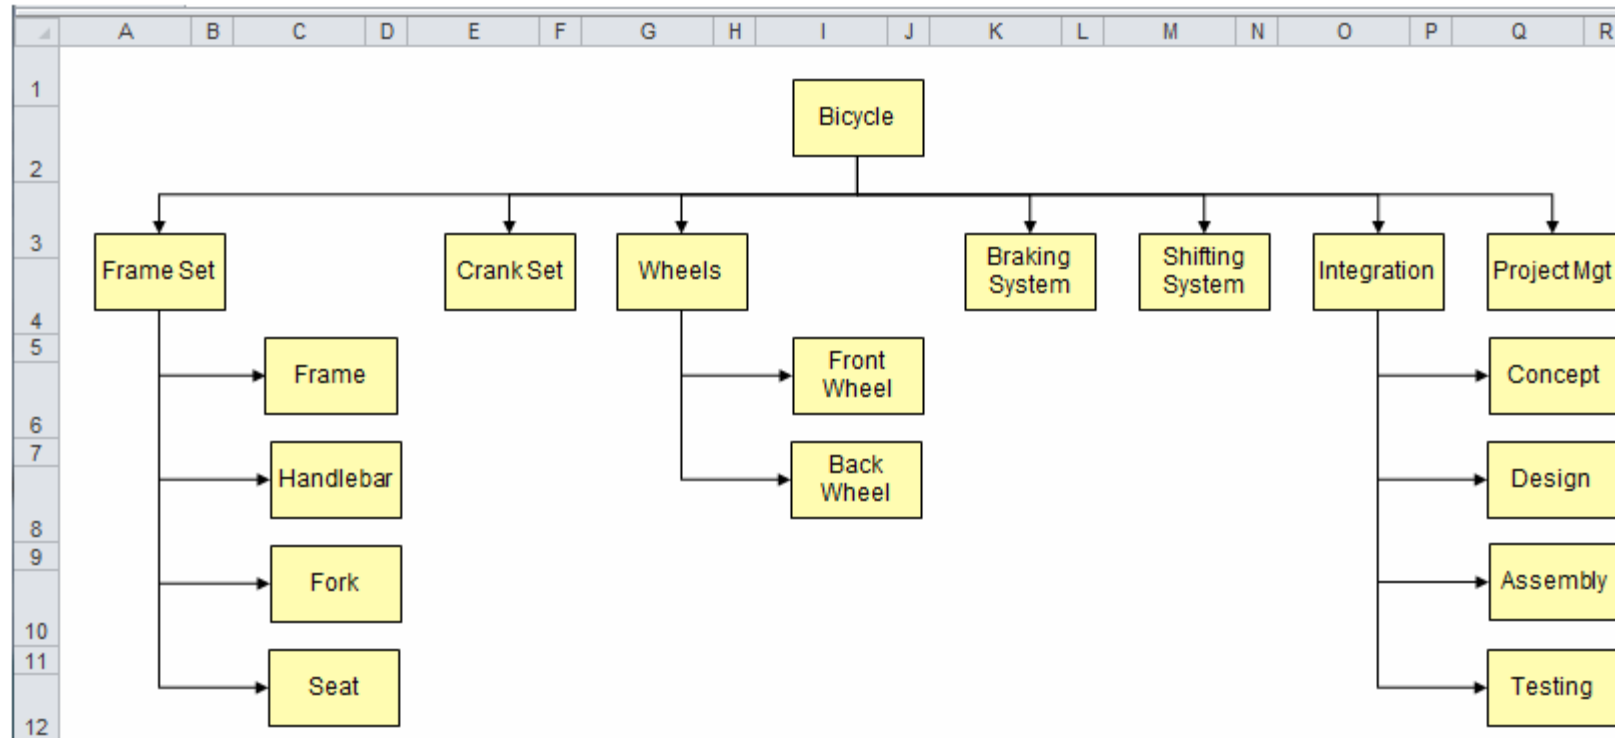 A B C D E F G H I J K L M N O P Q R
1
Bicycle
2
3
Frame Set
Crank Set
Wheels
Braking
System
Shifting
System
Integration
Project Mgt
4
5
Frame
Front
Wheel
Concept
6
7
Handlebar
Back
Wheel
Design
8
9
Fork
Assembly
10
11
Seat
Testing
12